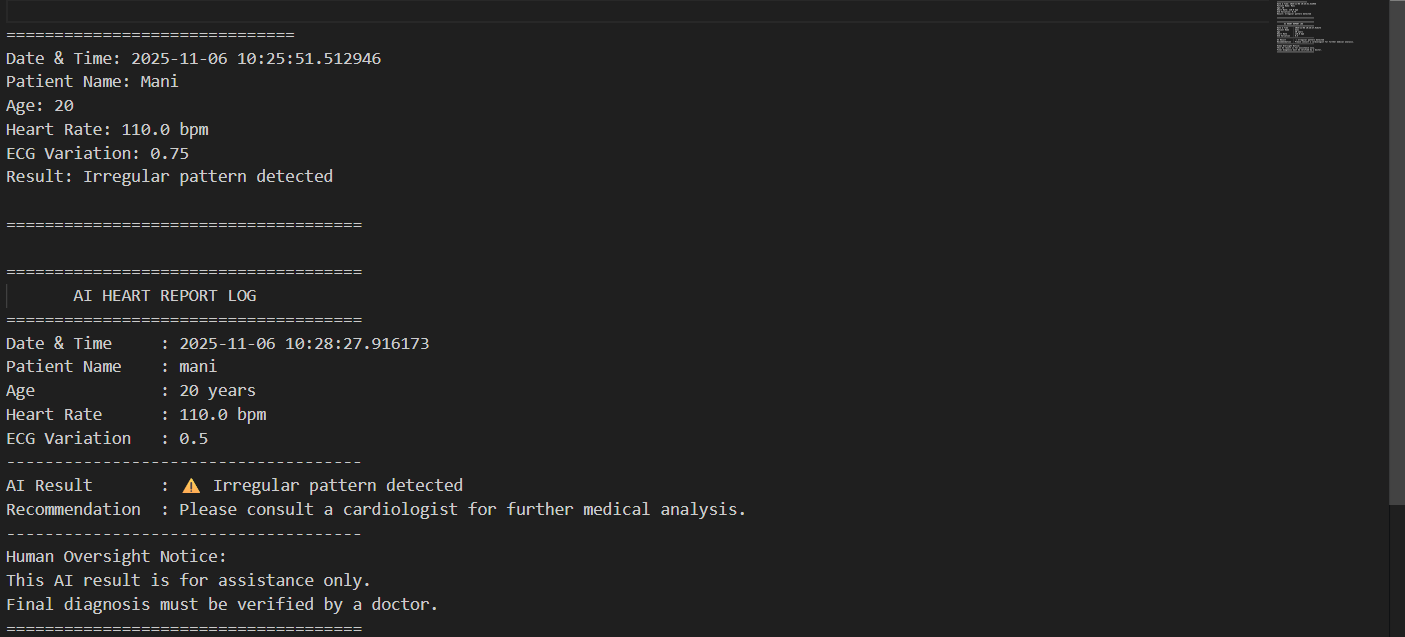 ==============================
Date & Time: 2025-11-06 10:25:51.512946
Patient Name: Mani
Age: 20
Heart Rate: 110.0 bpm
ECG Variation: 0.75
Result: Irregular pattern detected
=====================================
=====================================
AI HEART REPORT LOG
=====================================
Date & Time     : 2025-11-06 10:28:27.916173
Patient Name    : mani
Age             : 20 years
Heart Rate      : 110.0 bpm
ECG Variation   : 0.5
-------------------------------------
AI Result       : ⚠️ Irregular pattern detected
Recommendation  : Please consult a cardiologist for further medical analysis.
-------------------------------------
Human Oversight Notice:
This AI result is for assistance only.
Final diagnosis must be verified by a doctor.
=====================================